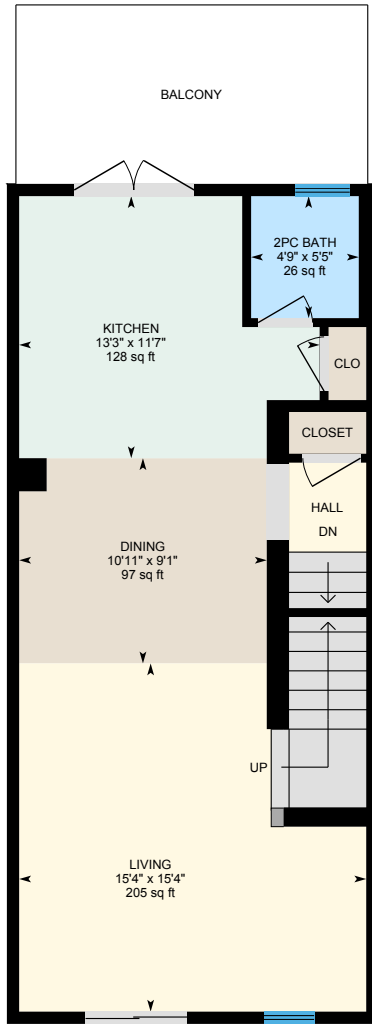 BALCONY
2PC BATH
4'9" x 5'5"
26 sq ft
KITCHEN
13'3" x 11'7"
128 sq ft
CLO
CLOSET
HALL
DN
DINING
10'11" x 9'1"
97 sq ft
UP
LIVING
15'4" x 15'4"
205 sq ft